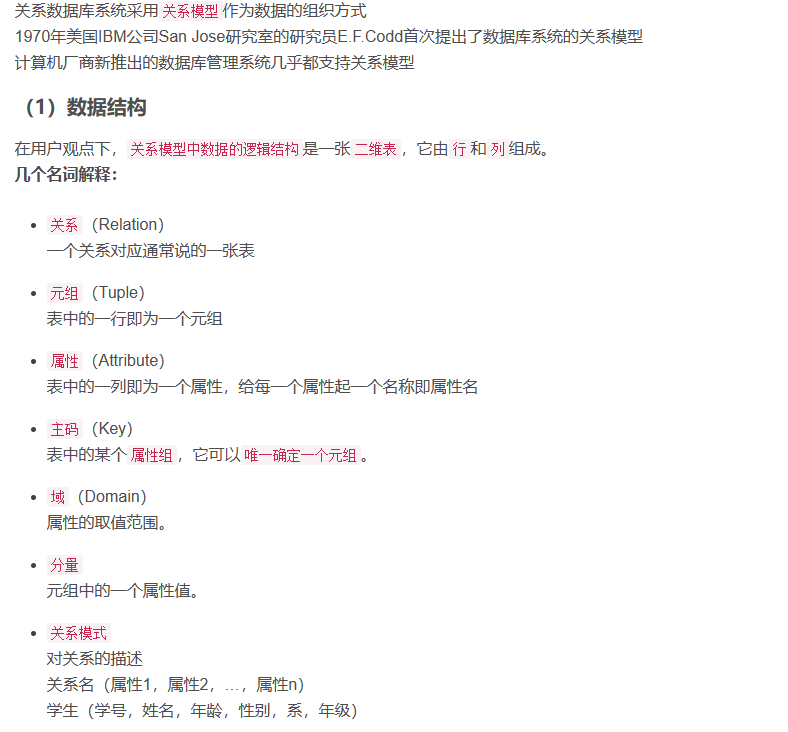 关系数据库系统采用关系模型作为数据的组织方式
1970年美国IBM公司San Jose研究室的研究员E.F.Codd首次提出了数据库系统的关系模型
计算机厂商新推出的数据库管理系统几乎都支持关系模型
（1）数据结构
在用户观点下，关系模型中数据的逻辑结构是一张二维表，它由行和列组成。
几个名词解释：
关系（Relation）
一个关系对应通常说的一张表
元组（Tuple）
表中的一行即为一个元组
属性（Attribute）
表中的一列即为一个属性，给每一个属性起一个名称即属性名
主码（Key）
表中的某个属性组，它可以唯一确定一个元组。
域（Domain）
属性的取值范围。
分量
元组中的一个属性值。
关系模式
对关系的描述
关系名（属性1，属性2，…，属性n）
学生（学号，姓名，年龄，性别，系，年级）